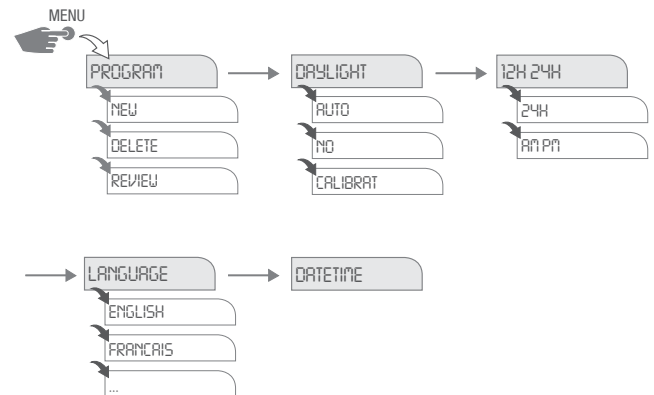 MENU
PROGRAM
NEW
DELETE
REVIEW
DAYLIGHT
AUTO
NO
CALIBRAT
12H 24H
24H
AM PM
LANGUAGE
ENGLISH
FRANCAIS
...
DATETIME